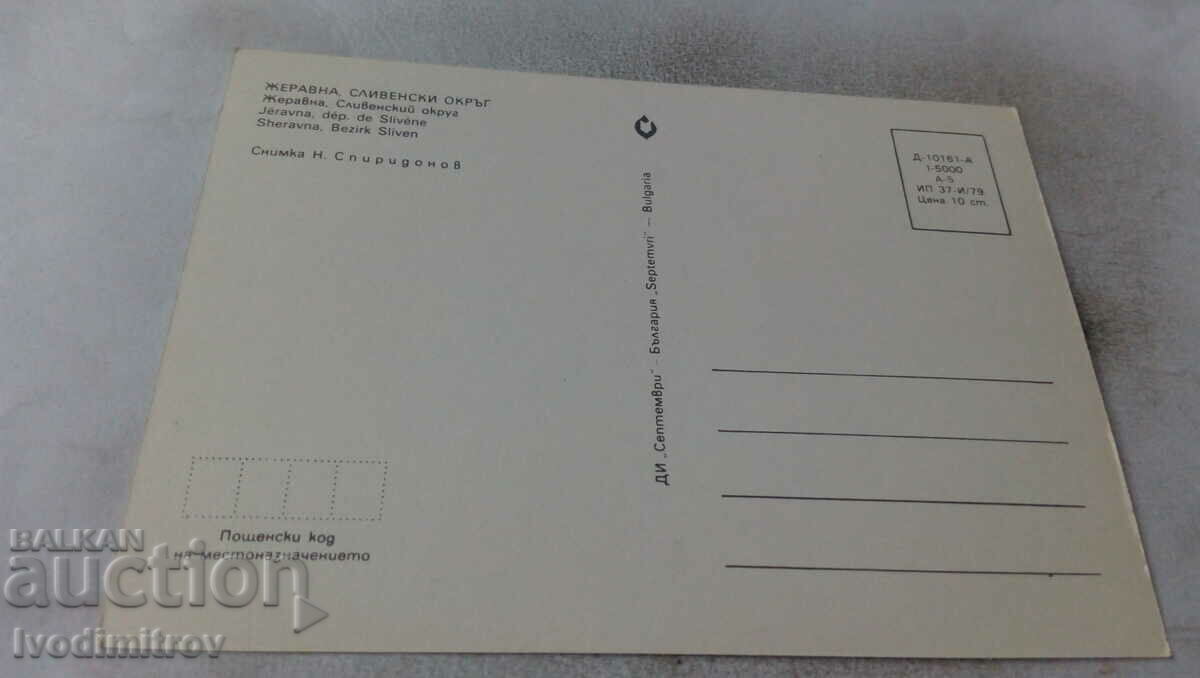 ЖЕРАВНА, СЛИВЕНСКИ ОКРЪГ
Жеравна, Сливенский округ
Jéravna, dép. de Slivène
Sheravna, Bezirk Sliven
Снимка Н. Спиридонов
ДИ „Септември" - България „Septemvri" — Bulgaria
Д-10161-А
1-5000
А-5
ИП 37-И/79
Цена 10 ст.
Пощенски код
на местоназначението
BALKAN
auction
Ivodimitrov